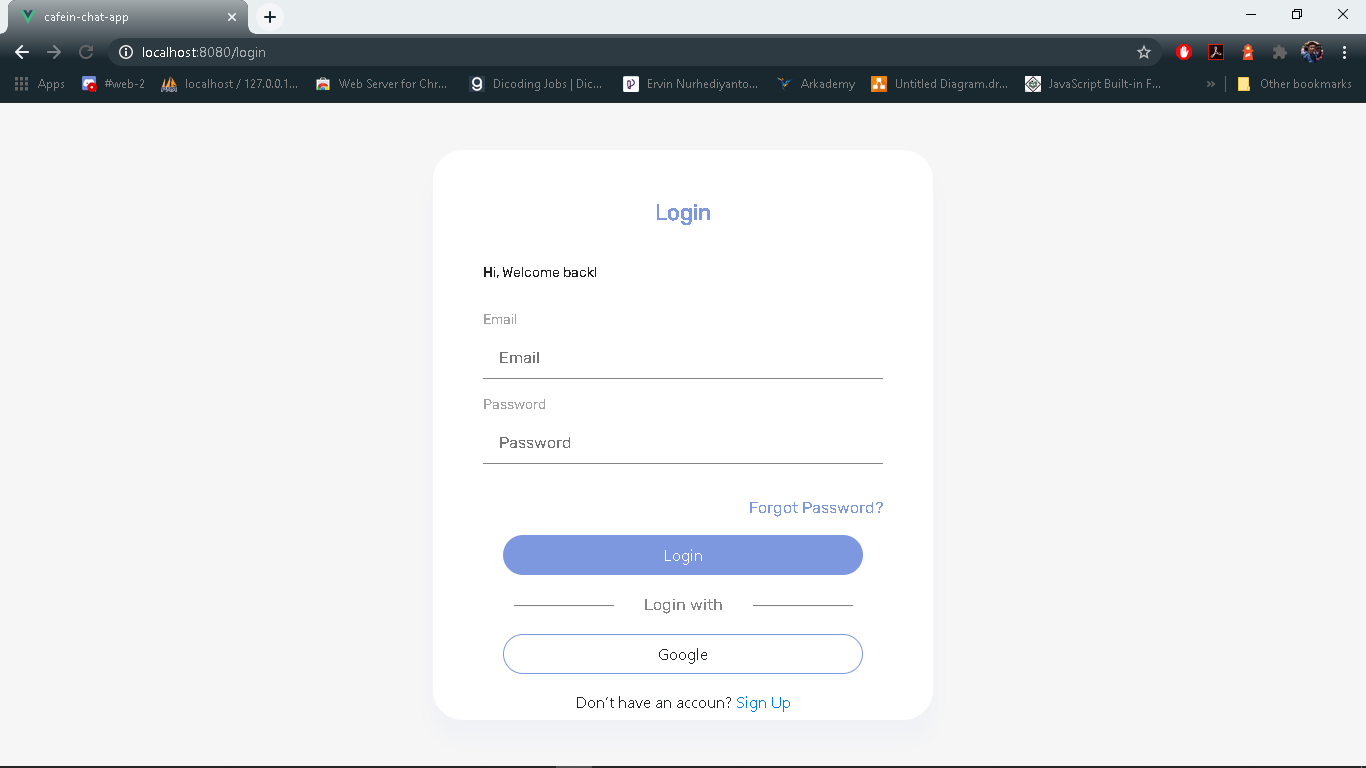 cafein-chat-app
localhost:8080/login
Apps #web-2 localhost / 127.0.0.1... Web Server for Chr... Dicoding Jobs | Dic... Ervin Nurhediyanto... Arkademy Untitled Diagram.dr... JavaScript Built-in F... » Other bookmarks
Login
Hi, Welcome back!
Email
Email
Password
Password
Forgot Password?
Login
Login with
Google
Don't have an accoun? Sign Up